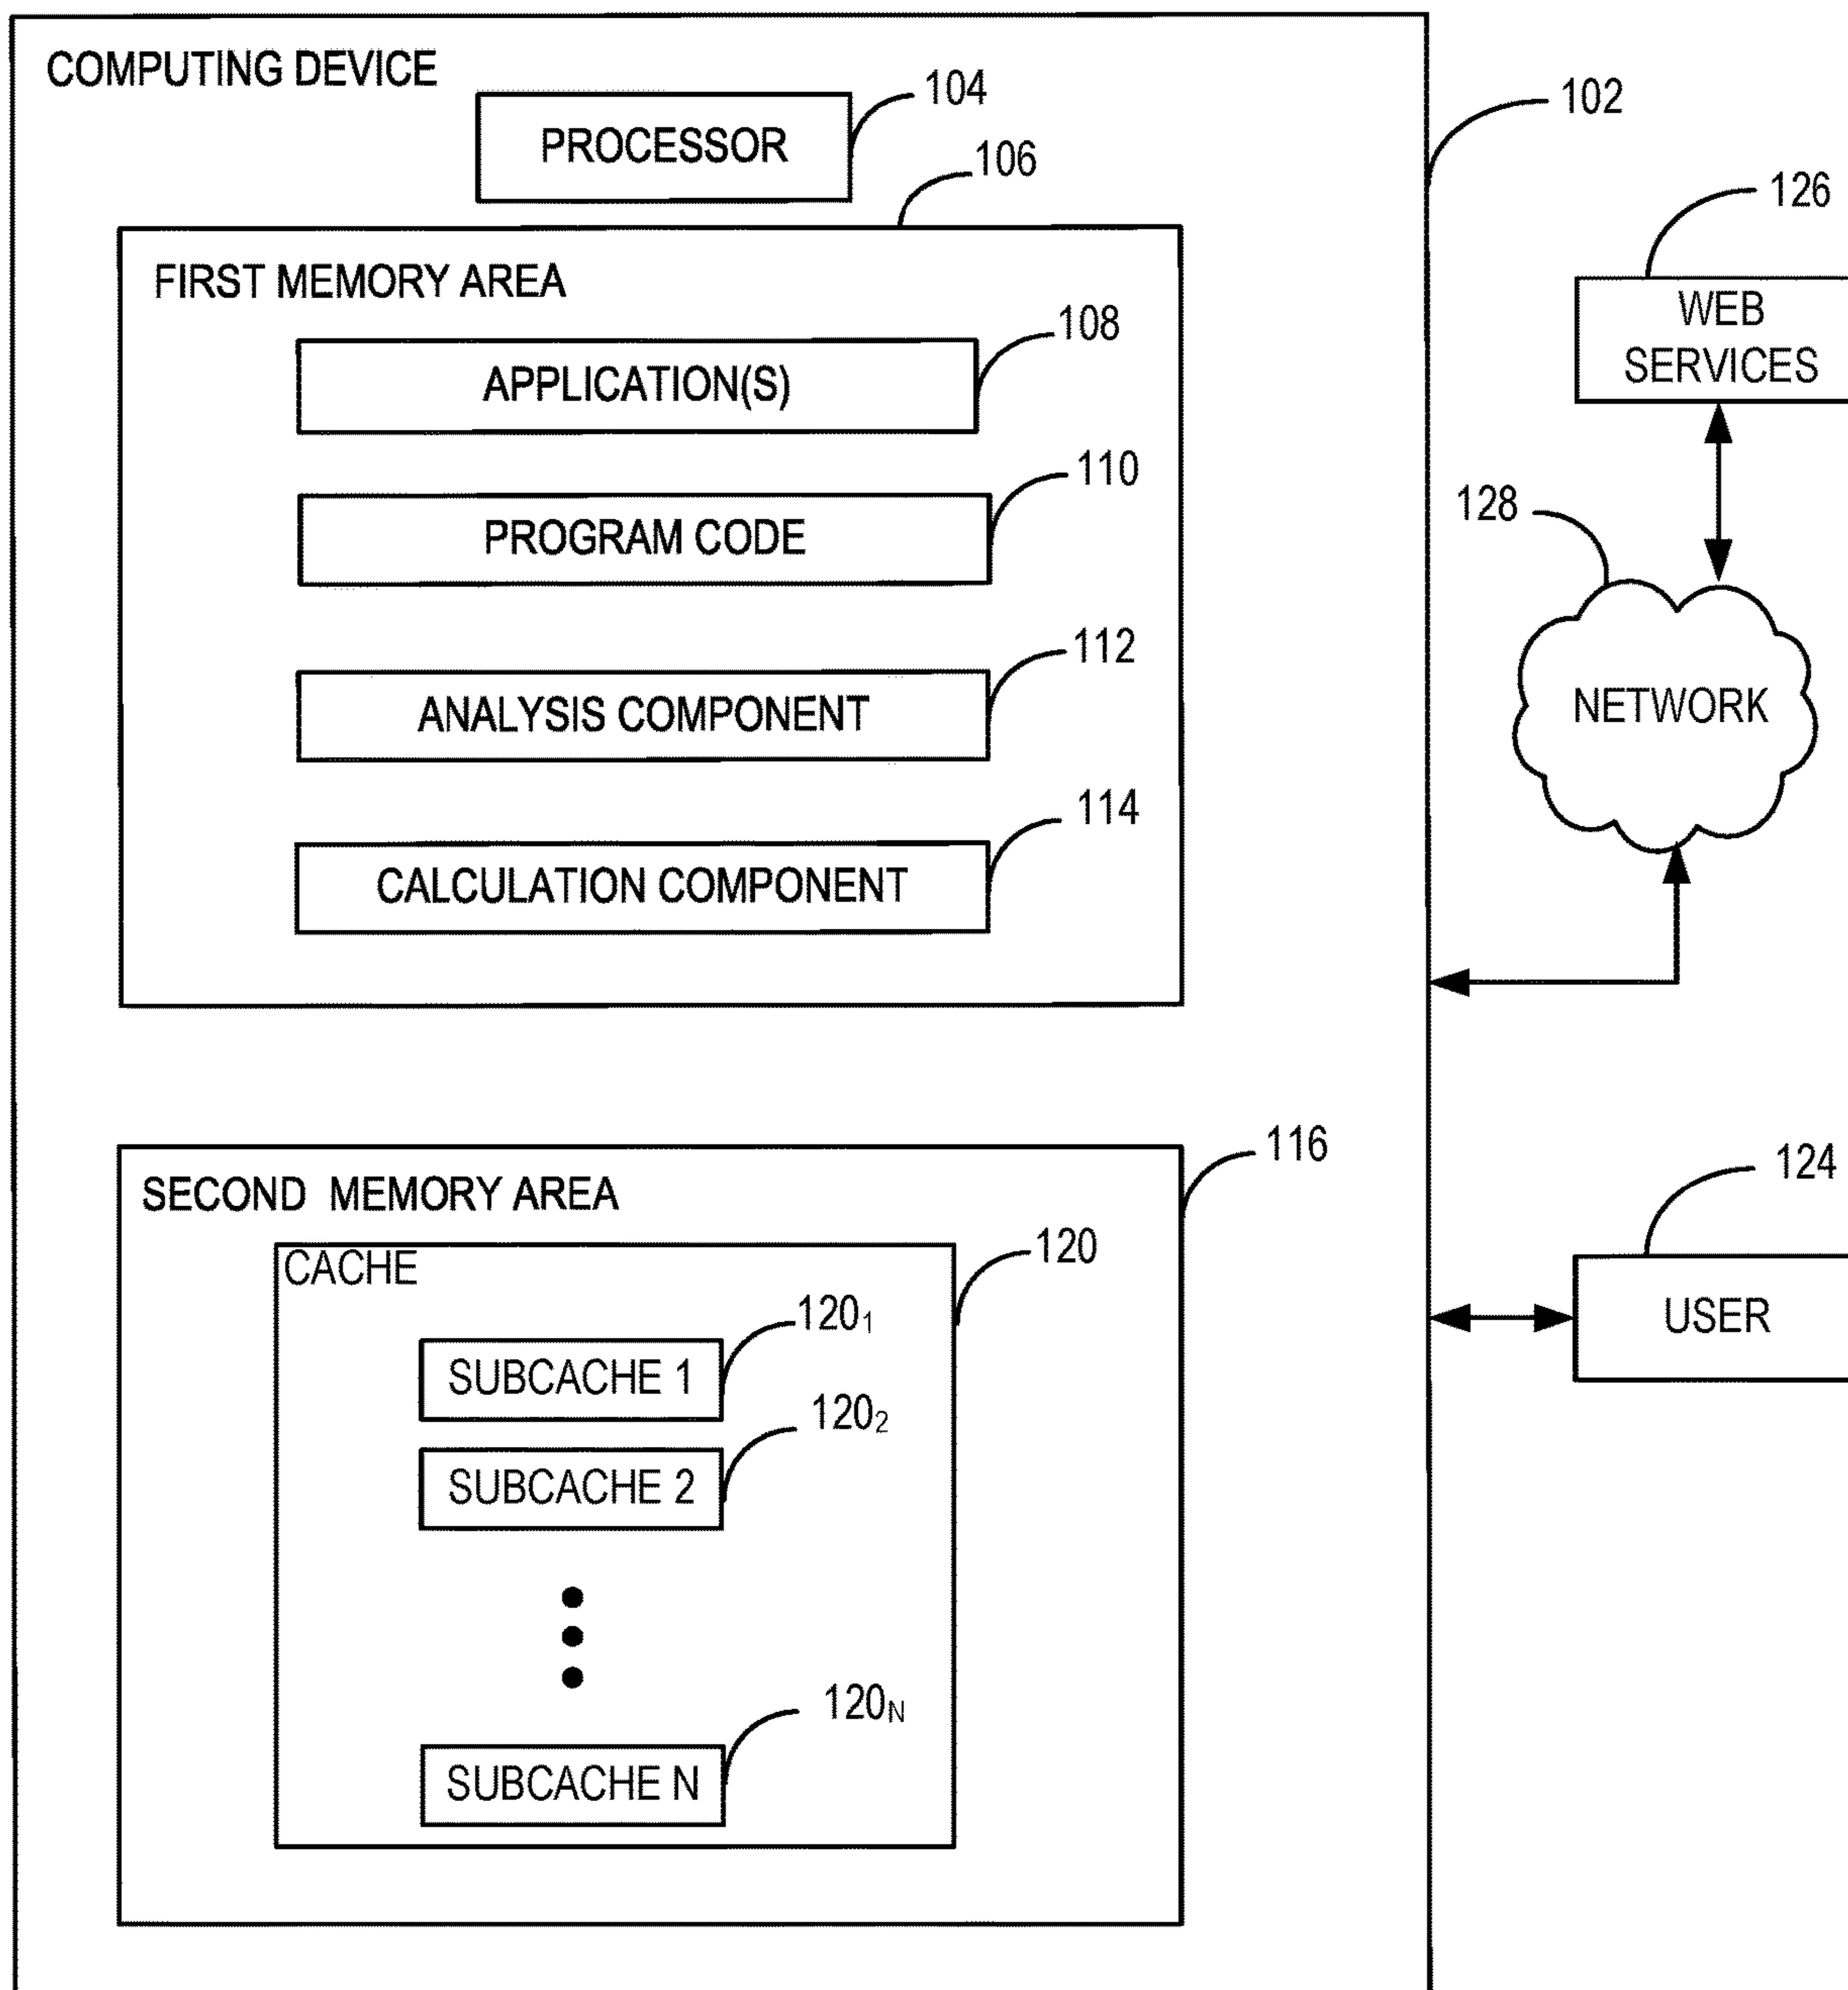 COMPUTING DEVICE
104
PROCESSOR
102
106
126
FIRST MEMORY AREA
WEB
SERVICES
108
APPLICATION(S)
110
128
PROGRAM CODE
112
ANALYSIS COMPONENT
NETWORK
114
CALCULATION COMPONENT
116
124
SECOND MEMORY AREA
120
CACHE
USER
120₁
SUBCACHE 1
120₂
SUBCACHE 2
120N
SUBCACHE N